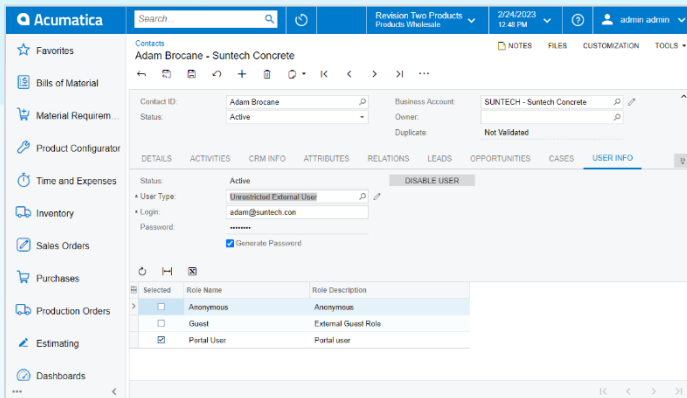 Acumatica
Search...
Revision Two Products
Products Wholesale
2/24/2023
12:48 PM
admin admin
Favorites
Bills of Material
Material Requirem...
Product Configurator
Time and Expenses
Inventory
Sales Orders
Purchases
Production Orders
Estimating
Dashboards
Contacts
Adam Brocane - Suntech Concrete
NOTES FILES CUSTOMIZATION TOOLS
Contact ID: Adam Brocane Business Account: SUNTECH - Suntech Concrete
Status: Active Owner:
Duplicate: Not Validated
DETAILS ACTIVITIES CRM INFO ATTRIBUTES RELATIONS LEADS OPPORTUNITIES CASES USER INFO
Status: Active DISABLE USER
* User Type: Unrestricted External User
* Login: adam@suntech.con
Password: ••••••••
Generate Password
Selected Role Name Role Description
Anonymous Anonymous
Guest External Guest Role
Portal User Portal user